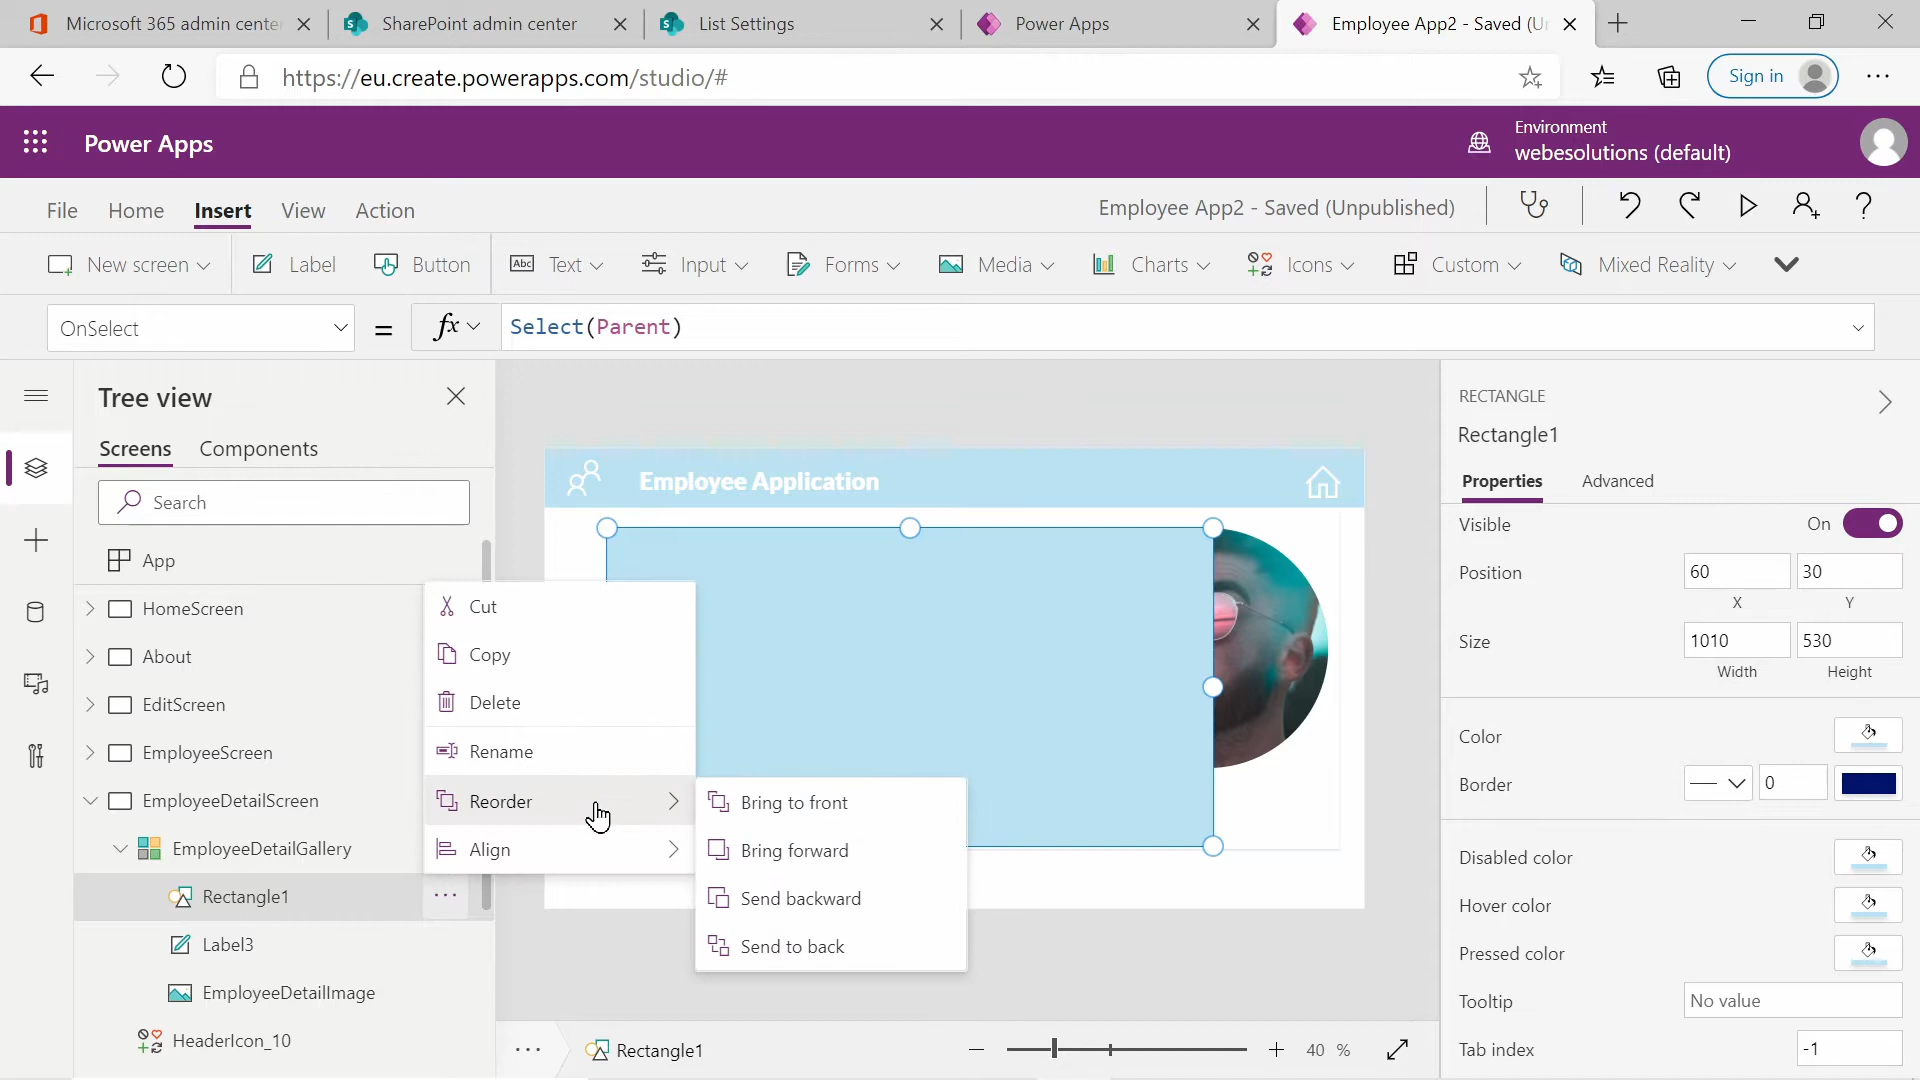 Microsoft 365 admin cente
SharePoint admin center
List Settings
Power Apps
Employee App2 - Saved (U
https://eu.create.powerapps.com/studio/#
Sign in
Power Apps
Environment
webesolutions (default)
File Home Insert View Action
Employee App2 - Saved (Unpublished)
New screen Label Button Abc Text Input Forms Media Charts Icons Custom Mixed Reality
OnSelect = fx Select(Parent)
Tree view
Screens Components
Search
App
HomeScreen
About
EditScreen
EmployeeScreen
EmployeeDetailScreen
EmployeeDetailGallery
Rectangle1
Label3
EmployeeDetailImage
HeaderIcon_10
Cut
Copy
Delete
Rename
Reorder
Align
Bring to front
Bring forward
Send backward
Send to back
Employee Application
Rectangle1
40 %
RECTANGLE
Rectangle1
Properties Advanced
Visible On
Position 60 30
X Y
Size 1010 530
Width Height
Color
Border 0
Disabled color
Hover color
Pressed color
Tooltip No value
Tab index -1